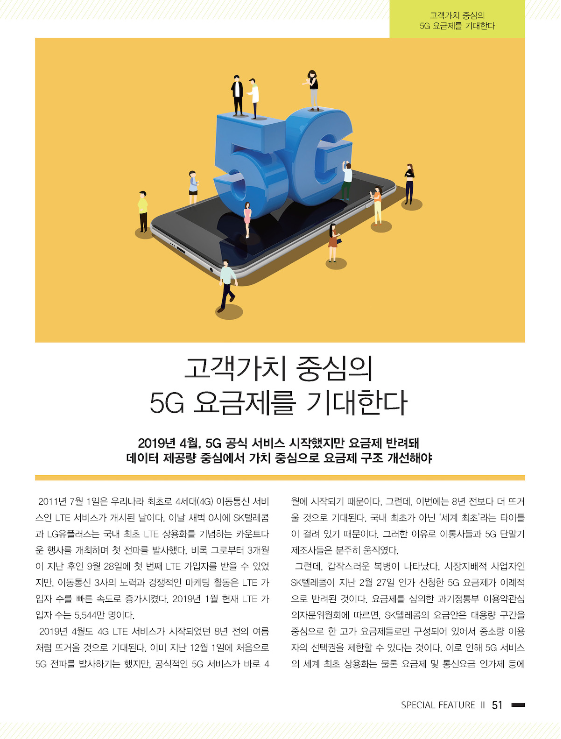 고객가치 중심의
5G 요금제를 기대한다
5G
고객가치 중심의
5G 요금제를 기대한다
2019년 4월, 5G 공식 서비스 시작했지만 요금제 반려돼
데이터 제공량 중심에서 가치 중심으로 요금제 구조 개선해야
2011년 7월 1일은 우리나라 최초로 4세대(4G) 이동통신 서비
스인 LTE 서비스가 개시된 날이다. 이날 새벽 0시에 SK텔레콤
과 LG유플러스는 국내 최초 LTE 상용화를 기념하는 카운트다
운 행사를 개최하며 첫 전파를 발사했다. 비록 그로부터 3개월
이 지난 후인 9월 28일에 첫 번째 LTE 가입자를 받을 수 있었
지만, 이동통신 3사의 노력과 경쟁적인 마케팅 활동은 LTE 가
입자 수를 빠른 속도로 증가시켰다. 2019년 1월 현재 LTE 가
입자 수는 5,544만 명이다.
2019년 4월도 4G LTE 서비스가 시작되었던 8년 전의 여름
처럼 뜨거울 것으로 기대된다. 이미 지난 12월 1일에 처음으로
5G 전파를 발사하기는 했지만, 공식적인 5G 서비스가 바로 4
월에 시작되기 때문이다. 그런데, 이번에는 8년 전보다 더 뜨거
울 것으로 기대된다. 국내 최초가 아닌 '세계 최초'라는 타이틀
이 걸려 있기 때문이다. 그러한 이유로 이통사들과 5G 단말기
제조사들은 분주히 움직였다.
그런데, 갑작스러운 복병이 나타났다. 시장지배적 사업자인
SK텔레콤이 지난 2월 27일 인가 신청한 5G 요금제가 이례적
으로 반려된 것이다. 요금제를 심의한 과기정통부 이용약관심
의자문위원회에 따르면, SK텔레콤의 요금안은 대용량 구간을
중심으로 한 고가 요금제들로만 구성되어 있어서 중소량 이용
자의 선택권을 제한할 수 있다는 것이다. 이로 인해 5G 서비스
의 세계 최초 상용화는 물론 요금제 및 통신요금 인가제 등에
SPECIAL FEATURE II 51